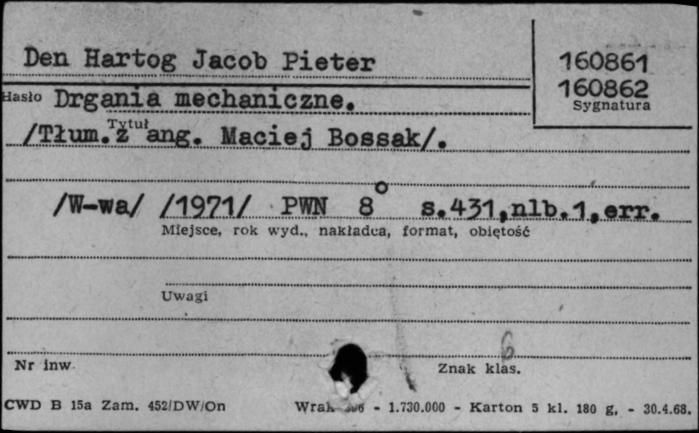 Den Hartog Jacob Pieter
160861
160862
Sygnatura
Hasło Drgania mechaniczne.
Tytuł
/Tłum. z ang. Maciej Bossak/.
/W-wa/ /1971/ PWN 8° s.431,nlb.1,err.
Miejsce, rok wyd., nakładca, format, objętość
Uwagi
6
Nr inw.
Znak klas.
CWD B 15a Zam. 452/DW/On - 1.730.000 - Karton 5 kl. 180 g, - 30.4.68.